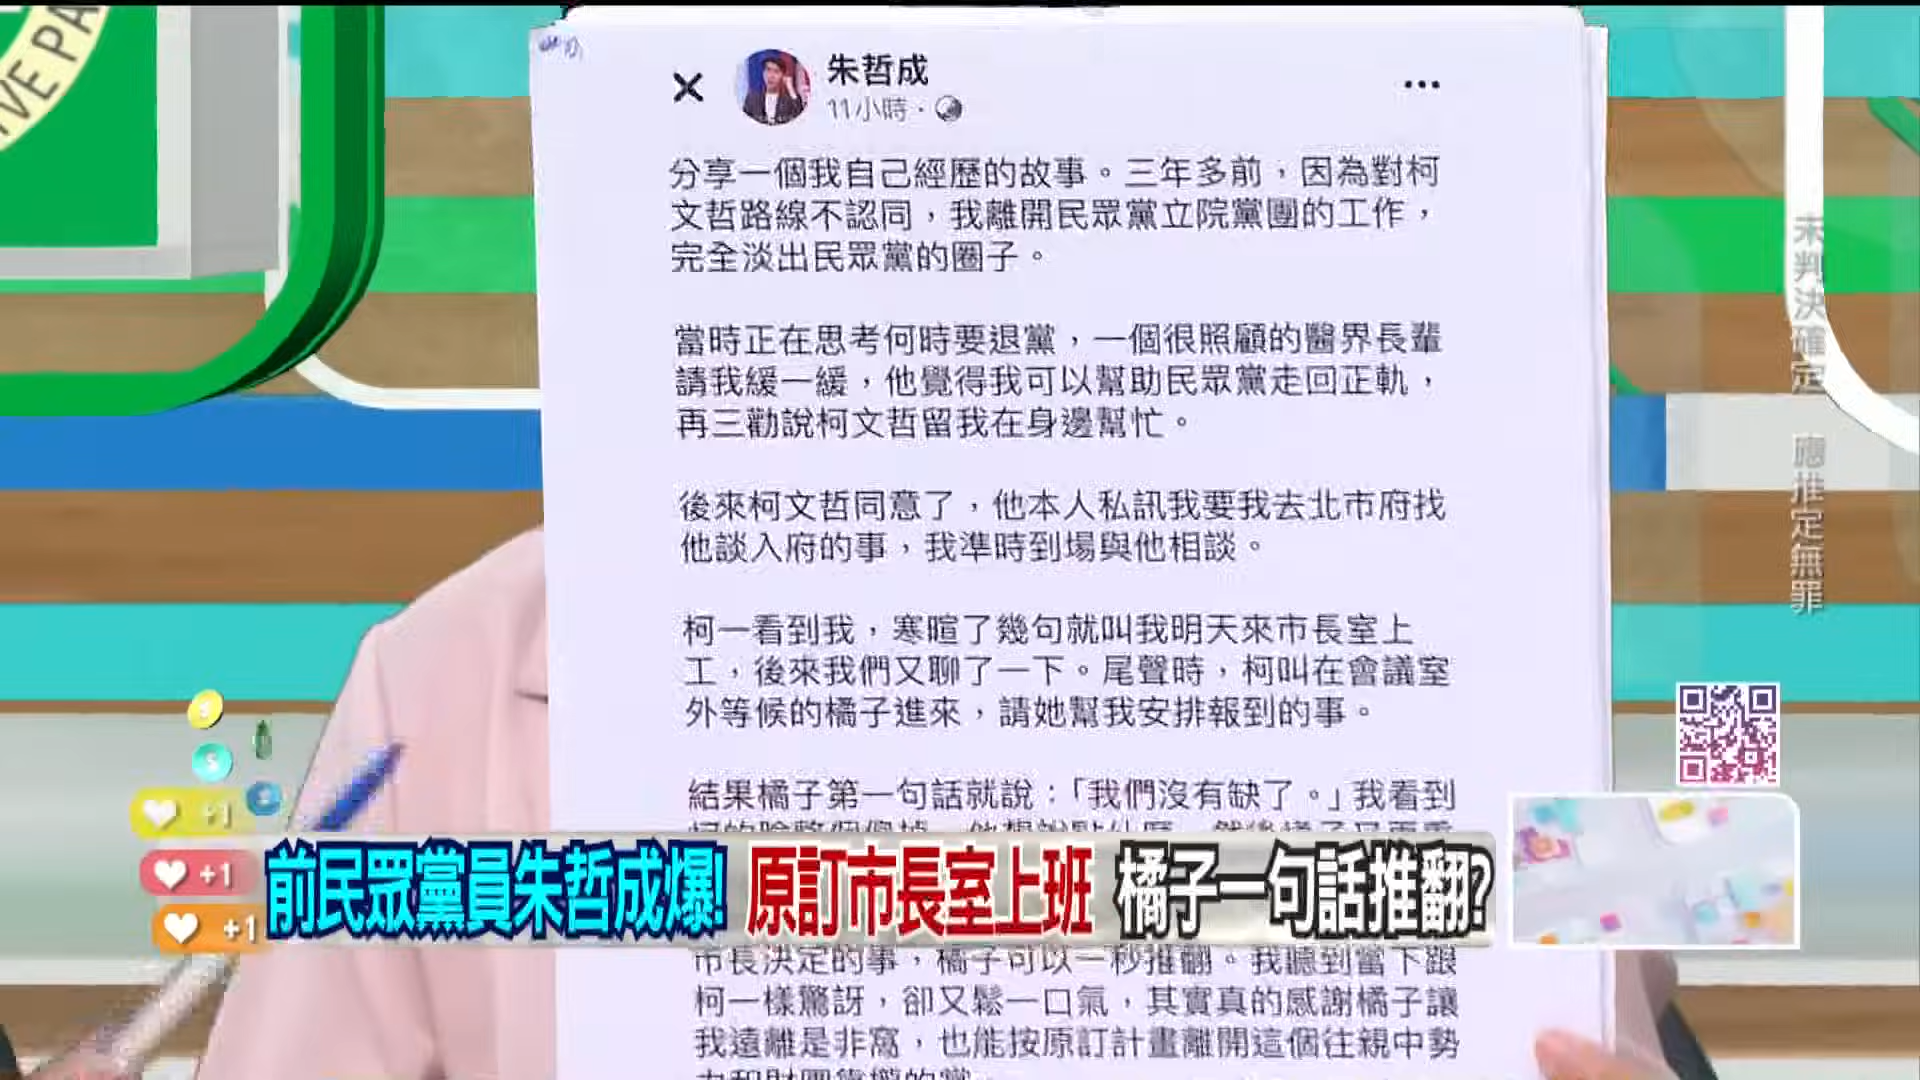 IVE PA
朱哲成
11小時·
分享一個我自己經歷的故事。三年多前,因為對柯
文哲路線不認同,我離開民眾黨立院黨團的工作,
完全淡出民眾黨的圈子。
當時正在思考何時要退黨,一個很照顧的醫界長輩
請我緩一緩,他覺得我可以幫助民眾黨走回正軌,
再三勸說柯文哲留我在身邊幫忙。
後來柯文哲同意了,他本人私訊我要我去北市府找
他談入府的事,我準時到場與他相談。
柯一看到我,寒暄了幾句就叫我明天來市長室上
工,後來我們又聊了一下。尾聲時,柯叫在會議室
外等候的橘子進來,請她幫我安排報到的事。
結果橘子第一句話就說:「我們沒有缺了。」我看到
市長決定的事,橘子可以一秒推翻。我聽到當下跟
柯一樣驚訝,卻又鬆一口氣,其實真的感謝橘子讓
我遠離是非窩,也能按原訂計畫離開這個往親中勢
未判決確定 應推定無罪
+1
+1
+1
前民眾黨員朱哲成爆! 原訂市長室上班 橘子一句話推翻?